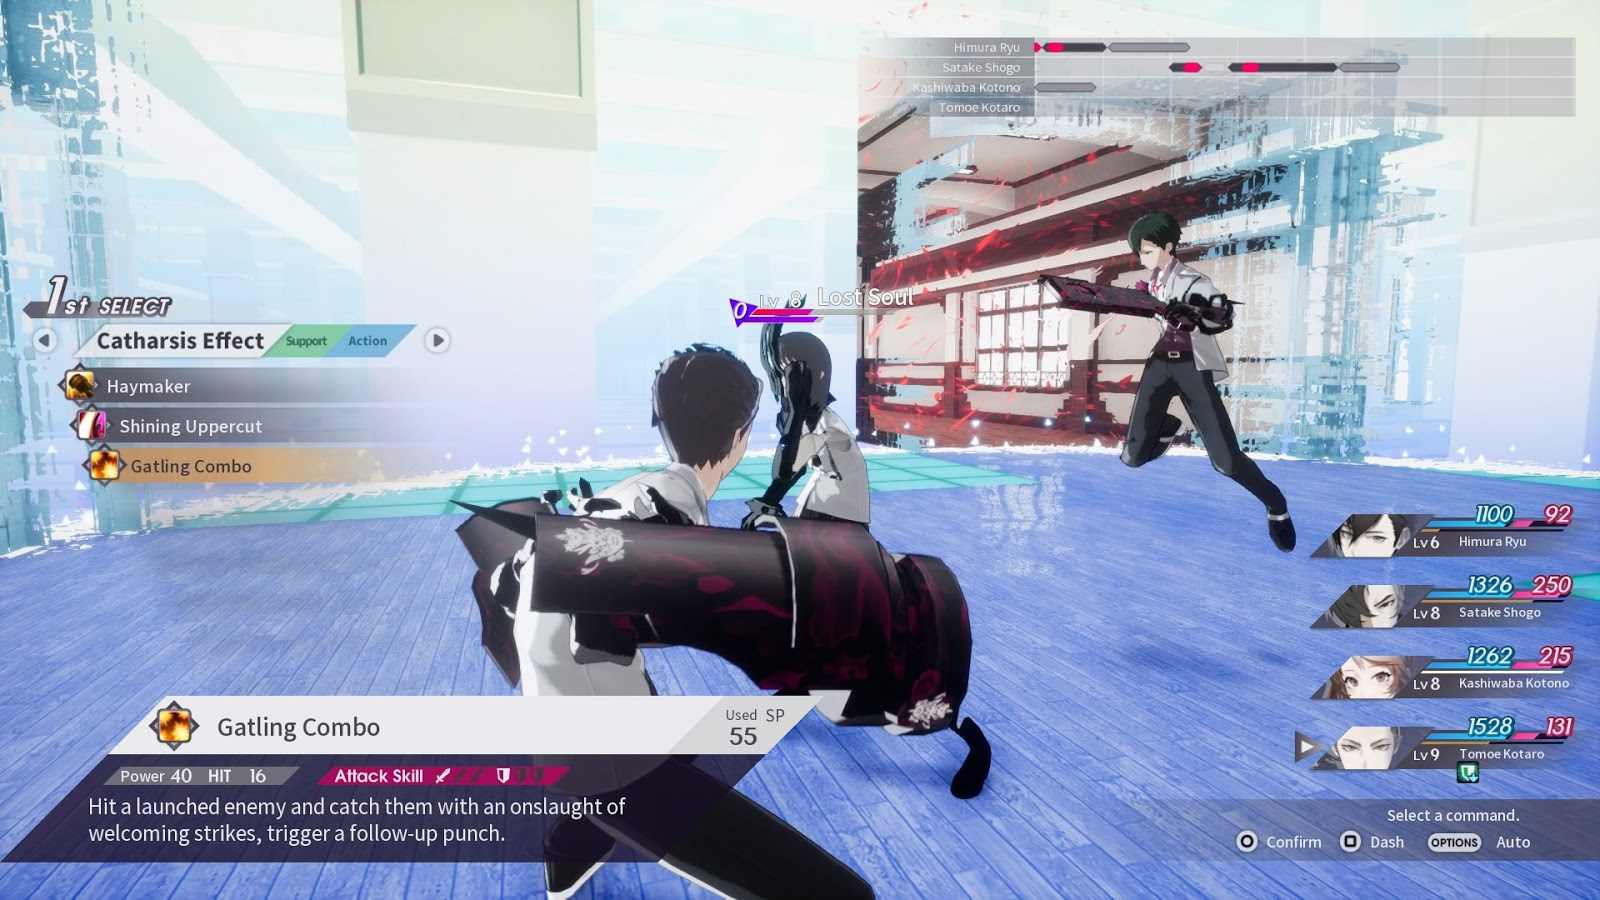 Himura Ryu
Satake Shogo
Kashiwaba Kotono
Tomoe Kotaro
0 Lv 8 Lost Soul
1st SELECT
Catharsis Effect Support Action
Haymaker
Shining Uppercut
Gatling Combo
1100 92
Lv 6 Himura Ryu
1326 250
Lv 8 Satake Shogo
1262 215
Lv 8 Kashiwaba Kotono
1528 131
Lv 9 Tomoe Kotaro
Gatling Combo
Used SP
55
Power 40 HIT 16 Attack Skill
Hit a launched enemy and catch them with an onslaught of
welcoming strikes, trigger a follow-up punch.
Select a command.
Confirm Dash OPTIONS Auto